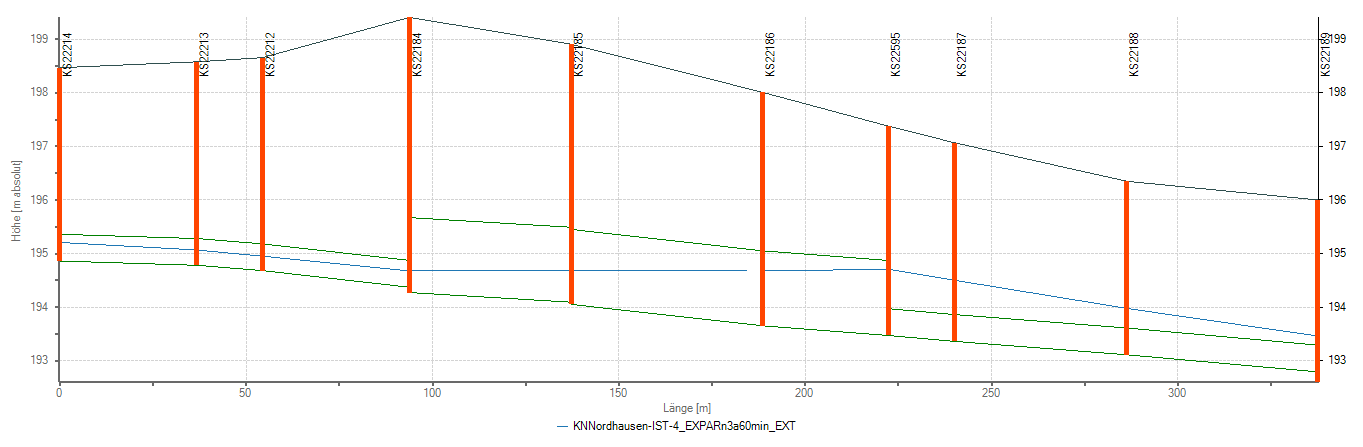 KS22214
KS22213
KS22212
KS22184
KS22185
KS22186
KS22595
KS22187
KS22188
KS22189
199
198
197
196
195
194
193
199
198
197
196
195
194
193
Höhe [m absolut]
0
50
100
150
200
250
300
Länge [m]
KNNordhausen-IST-4_EXPARn3a60min_EXT